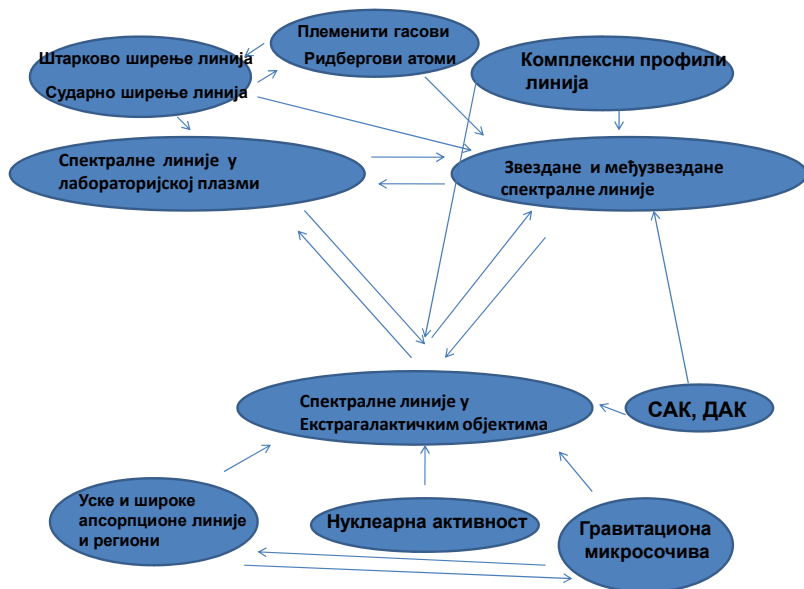 Штарково ширење линија
Сударно ширење линија
Племенити гасови
Ридбергови атоми
Комплексни профили
линија
Спектралне линије у
лабораторијској плазми
Звездане и међузвездане
спектралне линије
Спектралне линије у
Екстрагалактичким објектима
САК, ДАК
Уске и широке
апсорпционе линије
и региони
Нуклеарна активност
Гравитациона
микросочива